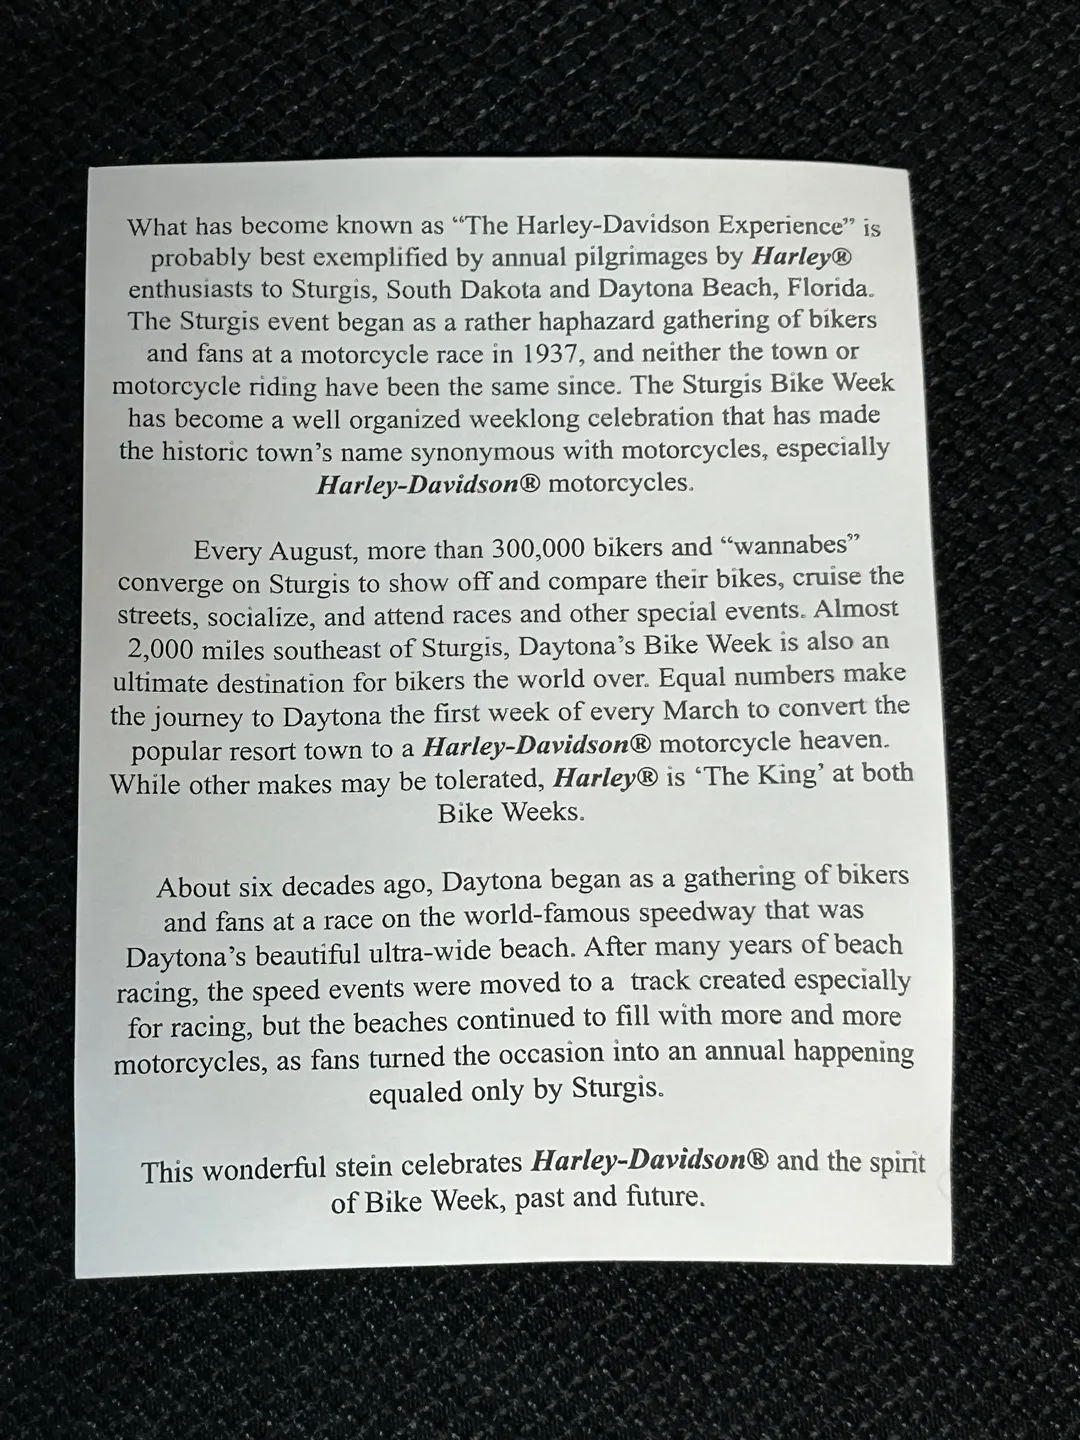 What has become known as “The Harley-Davidson Experience” is
probably best exemplified by annual pilgrimages by Harley®
enthusiasts to Sturgis, South Dakota and Daytona Beach, Florida.
The Sturgis event began as a rather haphazard gathering of bikers
and fans at a motorcycle race in 1937, and neither the town or
motorcycle riding have been the same since. The Sturgis Bike Week
has become a well organized weeklong celebration that has made
the historic town’s name synonymous with motorcycles, especially
Harley-Davidson® motorcycles.
Every August, more than 300,000 bikers and “wannabes”
converge on Sturgis to show off and compare their bikes, cruise the
streets, socialize, and attend races and other special events. Almost
2,000 miles southeast of Sturgis, Daytona’s Bike Week is also an
ultimate destination for bikers the world over. Equal numbers make
the journey to Daytona the first week of every March to convert the
popular resort town to a Harley-Davidson® motorcycle heaven.
While other makes may be tolerated, Harley® is ‘The King’ at both
Bike Weeks.
About six decades ago, Daytona began as a gathering of bikers
and fans at a race on the world-famous speedway that was
Daytona’s beautiful ultra-wide beach. After many years of beach
racing, the speed events were moved to a track created especially
for racing, but the beaches continued to fill with more and more
motorcycles, as fans turned the occasion into an annual happening
equaled only by Sturgis.
This wonderful stein celebrates Harley-Davidson® and the spirit
of Bike Week, past and future.